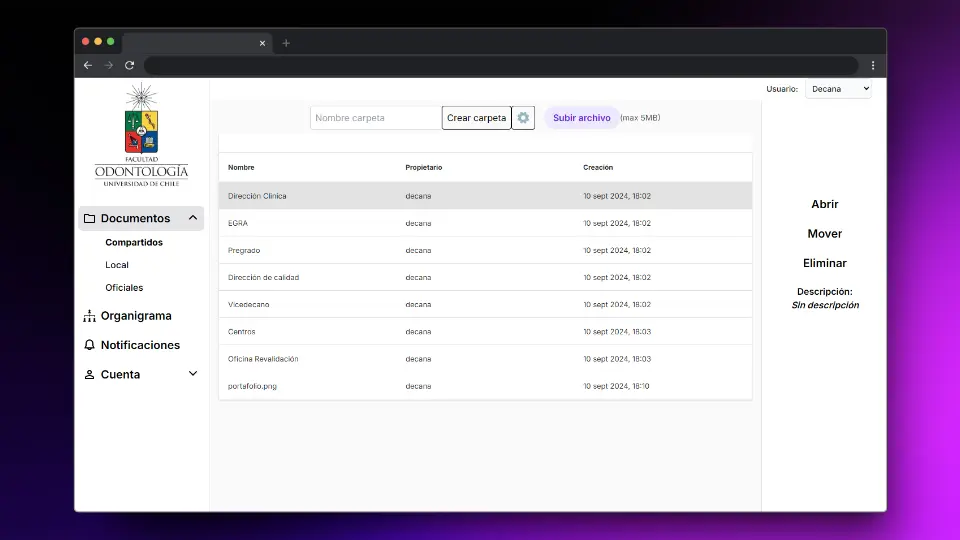 Usuario: Decana
FACULTAD
ODONTOLOGÍA
UNIVERSIDAD DE CHILE
Nombre carpeta Crear carpeta Subir archivo (max 5MB)
Documentos
Compartidos
Local
Oficiales
Organigrama
Notificaciones
Cuenta
Nombre Propietario Creación
Dirección Clínica decana 10 sept 2024, 18:02
EGRA decana 10 sept 2024, 18:02
Pregrado decana 10 sept 2024, 18:02
Dirección de calidad decana 10 sept 2024, 18:02
Vicedecano decana 10 sept 2024, 18:02
Centros decana 10 sept 2024, 18:03
Oficina Revalidación decana 10 sept 2024, 18:03
portafolio.png decana 10 sept 2024, 18:10
Abrir
Mover
Eliminar
Descripción:
Sin descripción